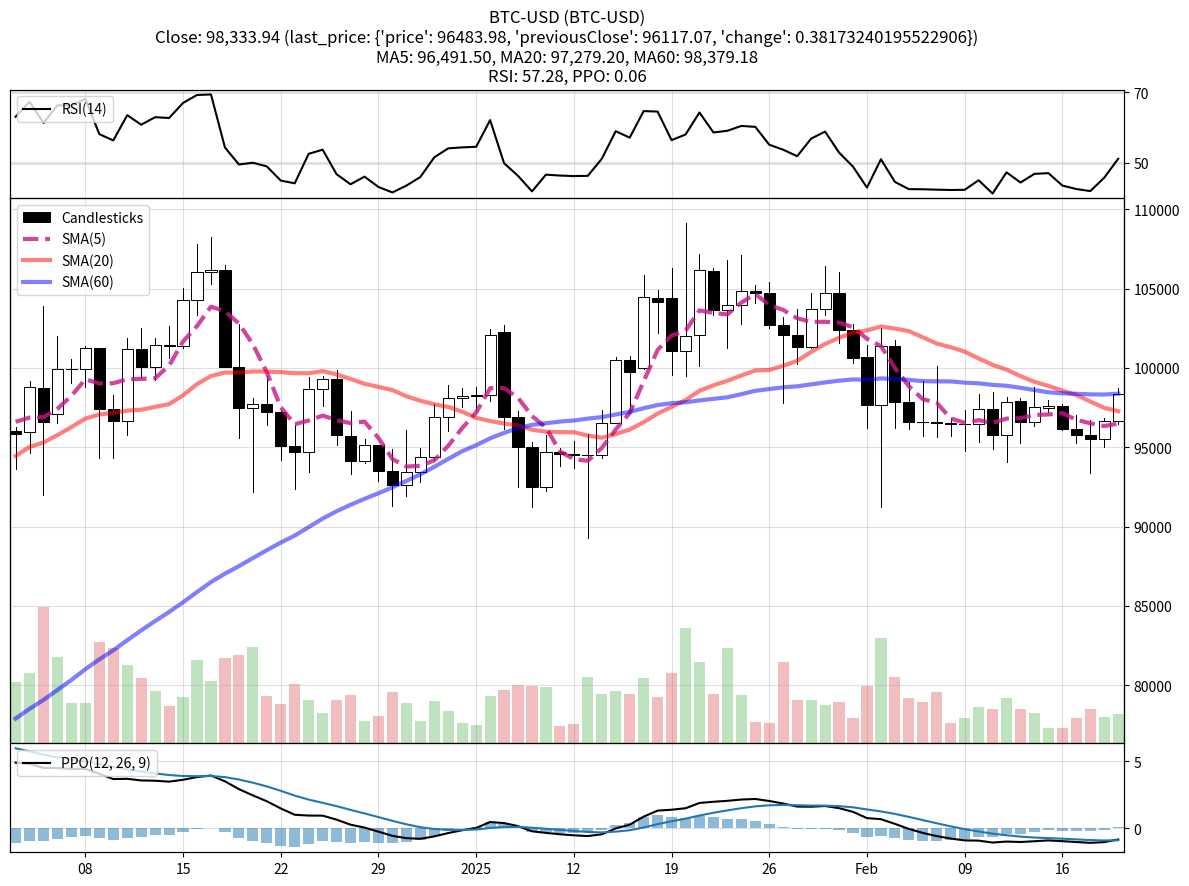 BTC-USD (BTC-USD)
Close: 98,333.94 (last_price: {'price': 96483.98, 'previousClose': 96117.07, 'change': 0.38173240195522906})
MA5: 96,491.50, MA20: 97,279.20, MA60: 98,379.18
RSI: 57.28, PPO: 0.06
RSI(14)
70
50
Candlesticks
SMA(5)
SMA(20)
SMA(60)
110000
105000
100000
95000
90000
85000
80000
PPO(12, 26, 9)
5
0
08 15 22 29 2025 12 19 26 Feb 09 16